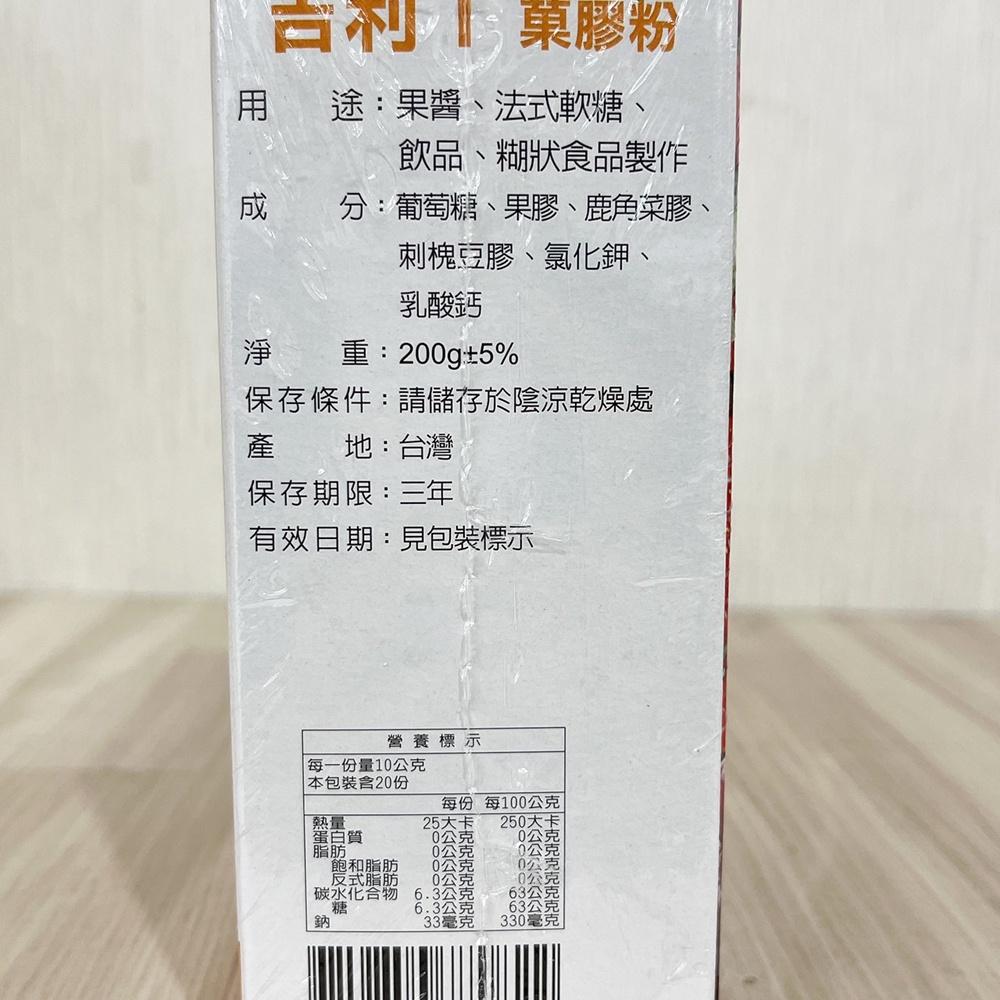 吉利丁 菓膠粉
用 途：果醬、法式軟糖、
飲品、糊狀食品製作
成 分：葡萄糖、果膠、鹿角菜膠、
刺槐豆膠、氯化鉀、
乳酸鈣
淨 重：200g±5%
保存條件：請儲存於陰涼乾燥處
產 地：台灣
保存期限：三年
有效日期：見包裝標示
營養標示
每一份量10公克
本包裝含20份
每份 每100公克
熱量 25大卡 250大卡
蛋白質 0公克 0公克
脂肪 0公克 0公克
飽和脂肪 0公克 0公克
反式脂肪 0公克 0公克
碳水化合物 6.3公克 63公克
糖 6.3公克 63公克
鈉 33毫克 330毫克